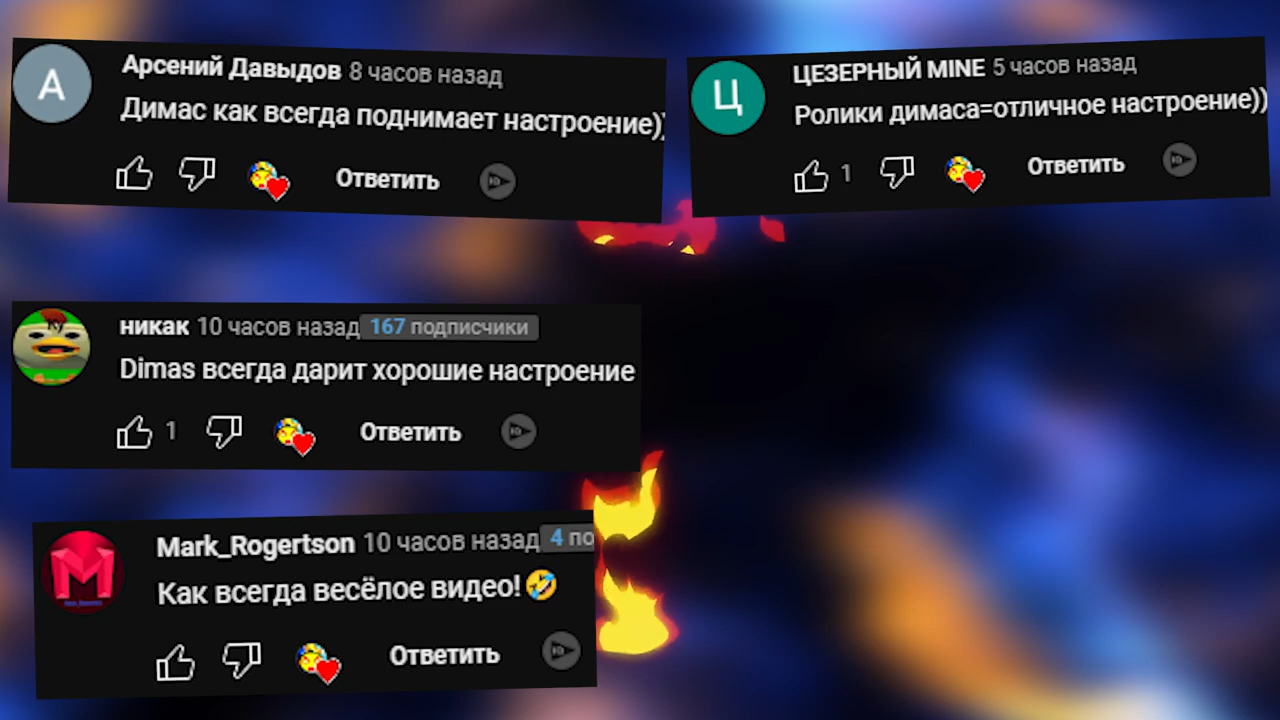 А
Арсений Давыдов 8 часов назад
Димас как всегда поднимает настроение))
Ответить
Ц
ЦЕЗЕРНЫЙ MINE 5 часов назад
Ролики димаса=отличное настроение))
1
Ответить
никак 10 часов назад 167 подписчики
Dimas всегда дарит хорошие настроение
1
Ответить
M
Mark_Rogertson 10 часов назад 4 по
Как всегда весёлое видео!🤣
Ответить